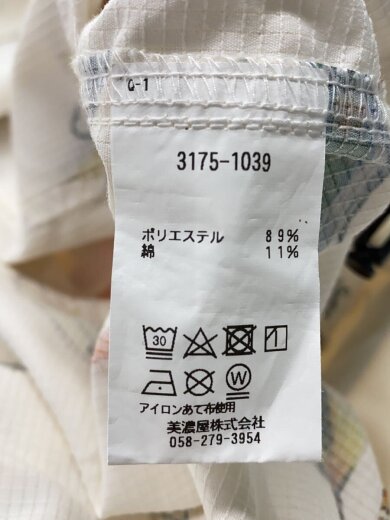 Q-1
3175-1039
ポリエステル 89%
綿 11%
30
W
アイロンあて布使用
美濃屋株式会社
058-279-3954